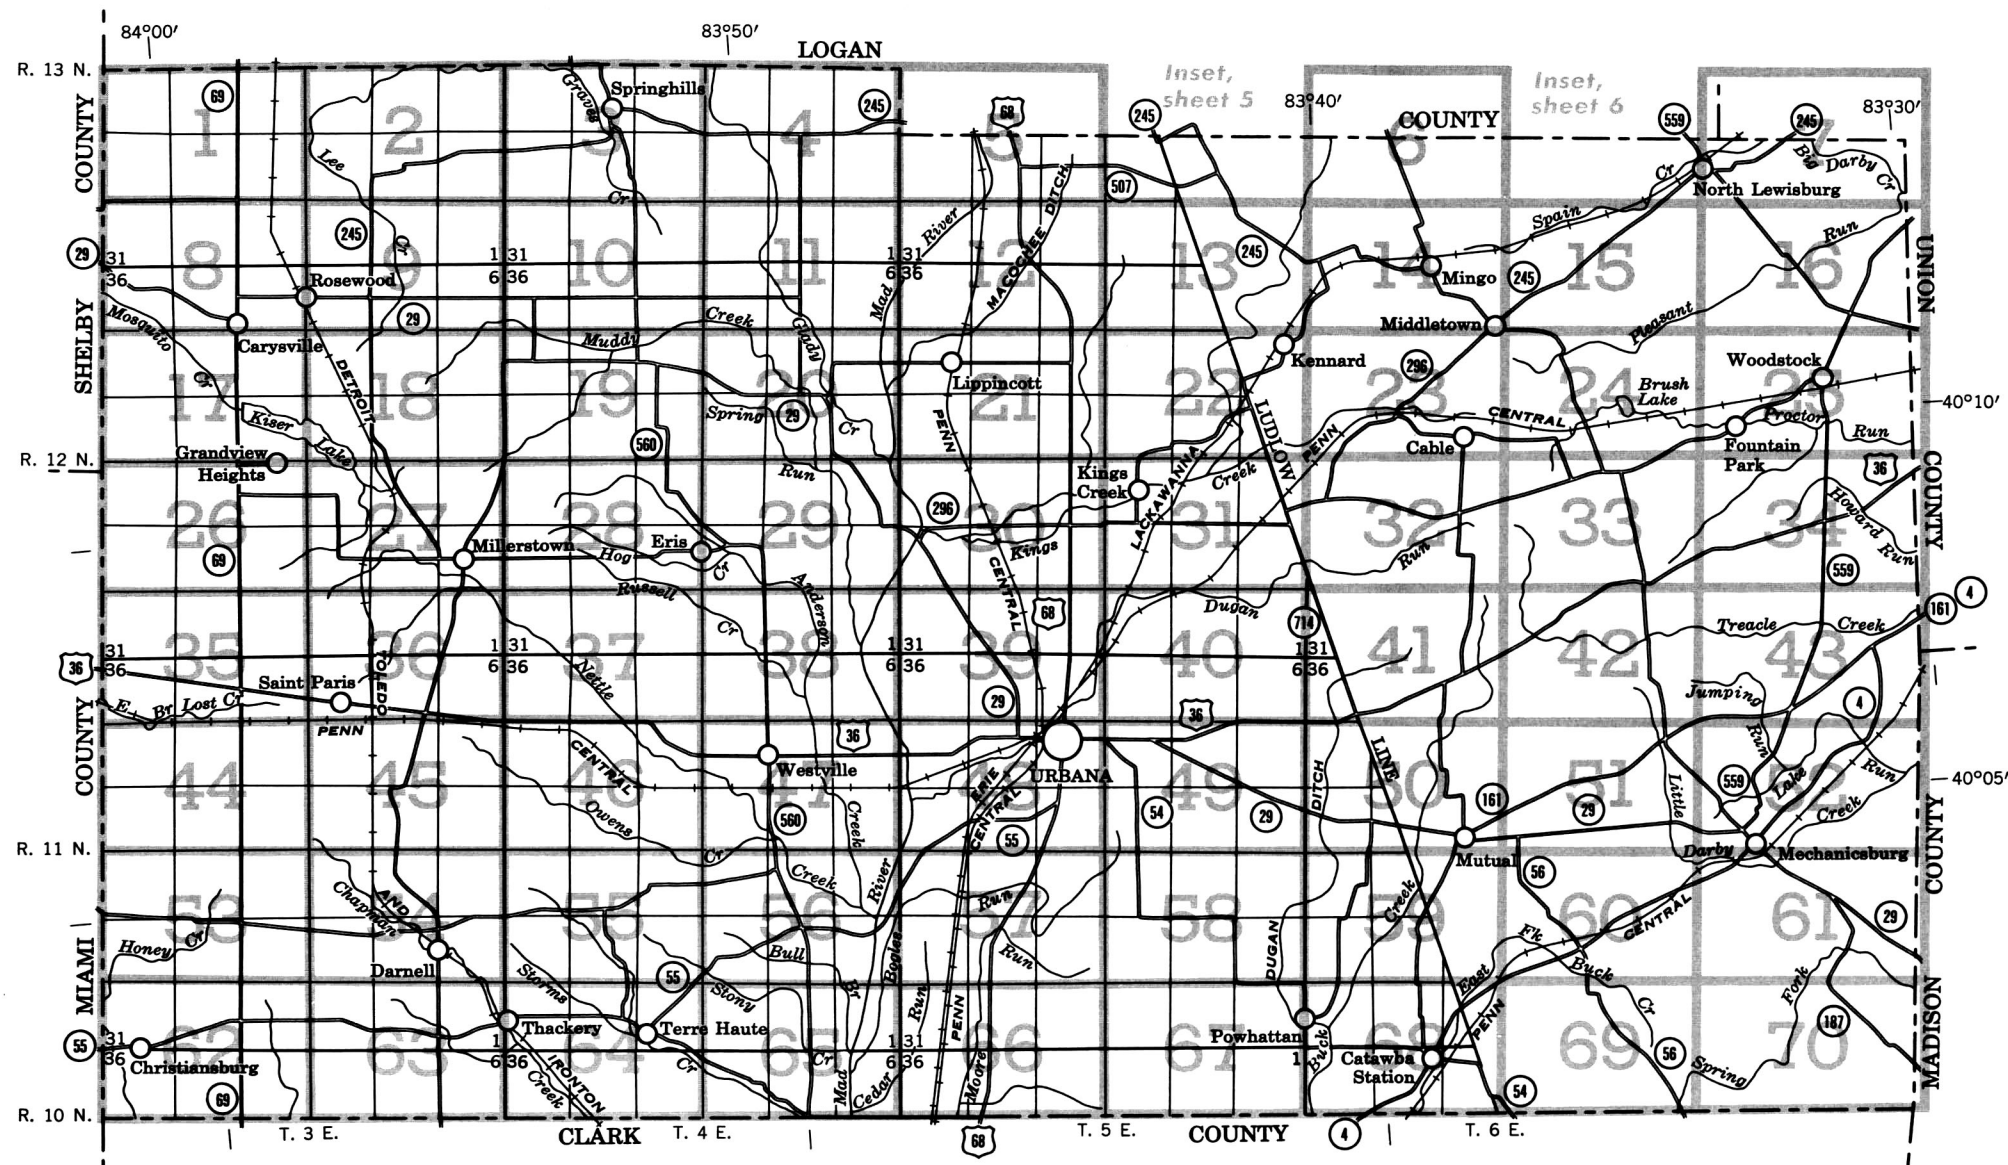 84°00′
83°50′
LOGAN
R. 13 N.
Inset,
sheet 5
Inset,
sheet 6
83°40′
83°30′
COUNTY
COUNTY
69
Springhills
Graves
245
68
245
559
245
1
2
3
4
5
6
7
Lee
Cr
Big Darby Cr
North Lewisburg
507
Cr
MACOCHEE DITCH
Spain
River
Run
245
Cr
245
29
31
36
1 31
6 36
1 31
6 36
8
9
10
11
12
13
14
15
16
UNION
Rosewood
Mingo
245
SHELBY
Mosquito
Cr
29
Mad
Creek
Muddy
Glady
Middletown
Pleasant
Carysville
DETROIT
Kennard
Woodstock
Lippincott
296
17
18
19
20
21
22
23
24
25
Brush
Lake
40°10′
Spring
29
Cr
LUDLOW
CENTRAL
Proctor
Kiser
Lake
PENN
PENN
Cable
Fountain
Park
Run
R. 12 N.
Grandview
Heights
560
Run
Kings
Creek
LACKAWANNA
Creek
36
COUNTY
26
27
28
29
30
31
32
33
34
296
Howard
Run
69
Millerstown
Hog
Eris
Cr
Kings
Run
CENTRAL
559
Russell
Cr
Anderson
68
Dugan
4
161
714
Treacle
Creek
35
36
37
38
39
40
41
42
43
31
36
36
1 31
6 36
1 31
6 36
1 31
6 36
Saint Paris
TOLEDO
Nettle
Jumping
Run
E. Br Lost Cr
29
36
4
PENN
36
COUNTY
CENTRAL
Westville
URBANA
ERIE
CENTRAL
LINE
DITCH
559
Lake
Run
40°05′
44
45
46
47
48
49
50
51
52
Little
Creek
Owens
Cr
560
Creek
54
29
161
29
55
R. 11 N.
Mutual
Darby
Mechanicsburg
COUNTY
Creek
River
56
Chapman
AND
Run
Creek
53
54
55
56
57
58
59
60
61
29
Honey
Cr
CENTRAL
Darnell
Bull
Br
Bogles
Run
Run
DUGAN
Fk
Buck
Cr
East
MIAMI
Storms
55
Stony
Cr
PENN
PENN
Fork
187
MADISON
Thackery
Terre Haute
Powhattan
55
31
36
62
63
64
65
66
67
68
69
70
1
6 36
1 31
6 36
1
Christiansburg
IRONTON
Creek
Cr
Mad
Cedar
Moore
Buck
Catawba
Station
56
Spring
69
54
R. 10 N.
T. 3 E.
CLARK
T. 4 E.
68
T. 5 E.
COUNTY
4
T. 6 E.